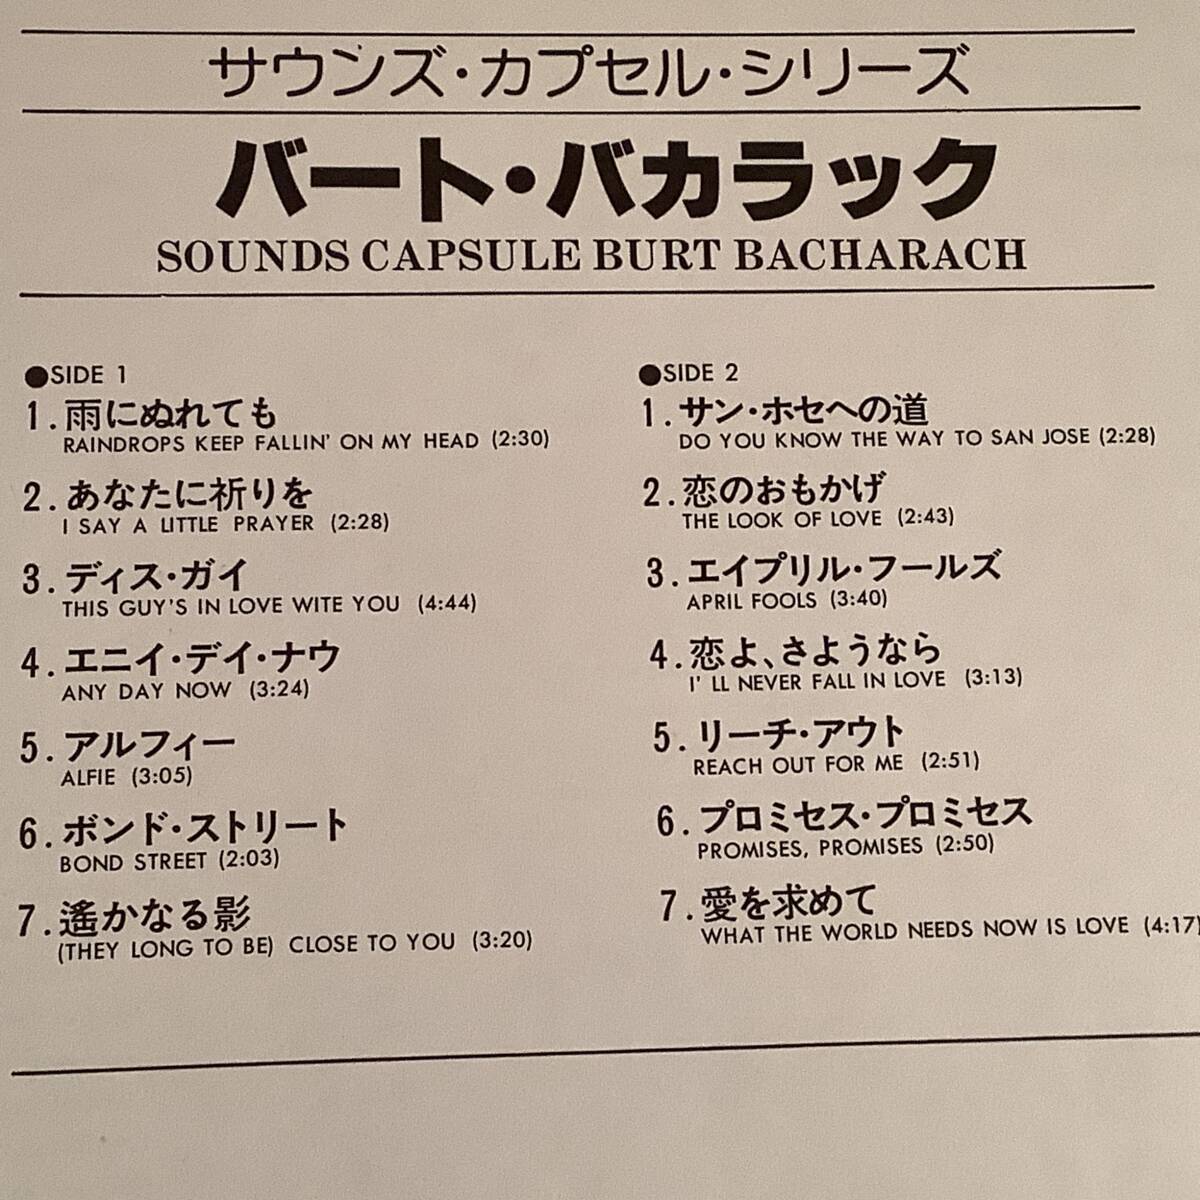 サウンズ・カプセル・シリーズ
バート・バカラック
SOUNDS CAPSULE BURT BACHARACH
●SIDE 1
1.雨にぬれても
RAINDROPS KEEP FALLIN' ON MY HEAD (2:30)
2.あなたに祈りを
I SAY A LITTLE PRAYER (2:28)
3.ディス・ガイ
THIS GUY'S IN LOVE WITE YOU (4:44)
4.エニイ・デイ・ナウ
ANY DAY NOW (3:24)
5.アルフィー
ALFIE (3:05)
6.ボンド・ストリート
BOND STREET (2:03)
7.遙かなる影
(THEY LONG TO BE) CLOSE TO YOU (3:20)
●SIDE 2
1.サン・ホセへの道
DO YOU KNOW THE WAY TO SAN JOSE (2:28)
2.恋のおもかげ
THE LOOK OF LOVE (2:43)
3.エイプリル・フールズ
APRIL FOOLS (3:40)
4.恋よ、さようなら
I' LL NEVER FALL IN LOVE (3:13)
5.リーチ・アウト
REACH OUT FOR ME (2:51)
6.プロミセス・プロミセス
PROMISES, PROMISES (2:50)
7.愛を求めて
WHAT THE WORLD NEEDS NOW IS LOVE (4:17)